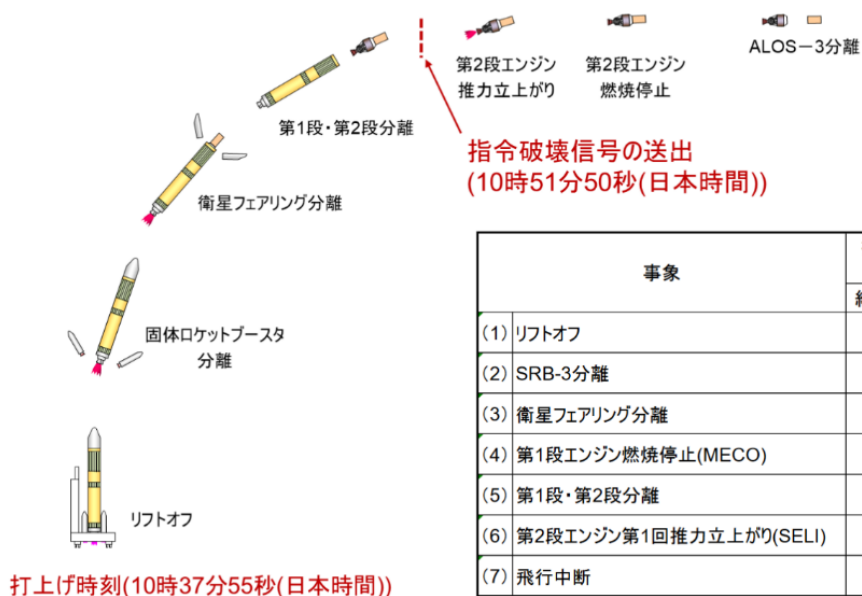 第2段エンジン
推力立上がり
第2段エンジン
燃焼停止
ALOS－3分離
第1段・第2段分離
指令破壊信号の送出
(10時51分50秒(日本時間))
衛星フェアリング分離
固体ロケットブースタ
分離
リフトオフ
打上げ時刻(10時37分55秒(日本時間))
事象
(1) リフトオフ
(2) SRB-3分離
(3) 衛星フェアリング分離
(4) 第1段エンジン燃焼停止(MECO)
(5) 第1段・第2段分離
(6) 第2段エンジン第1回推力立上がり(SELI)
(7) 飛行中断